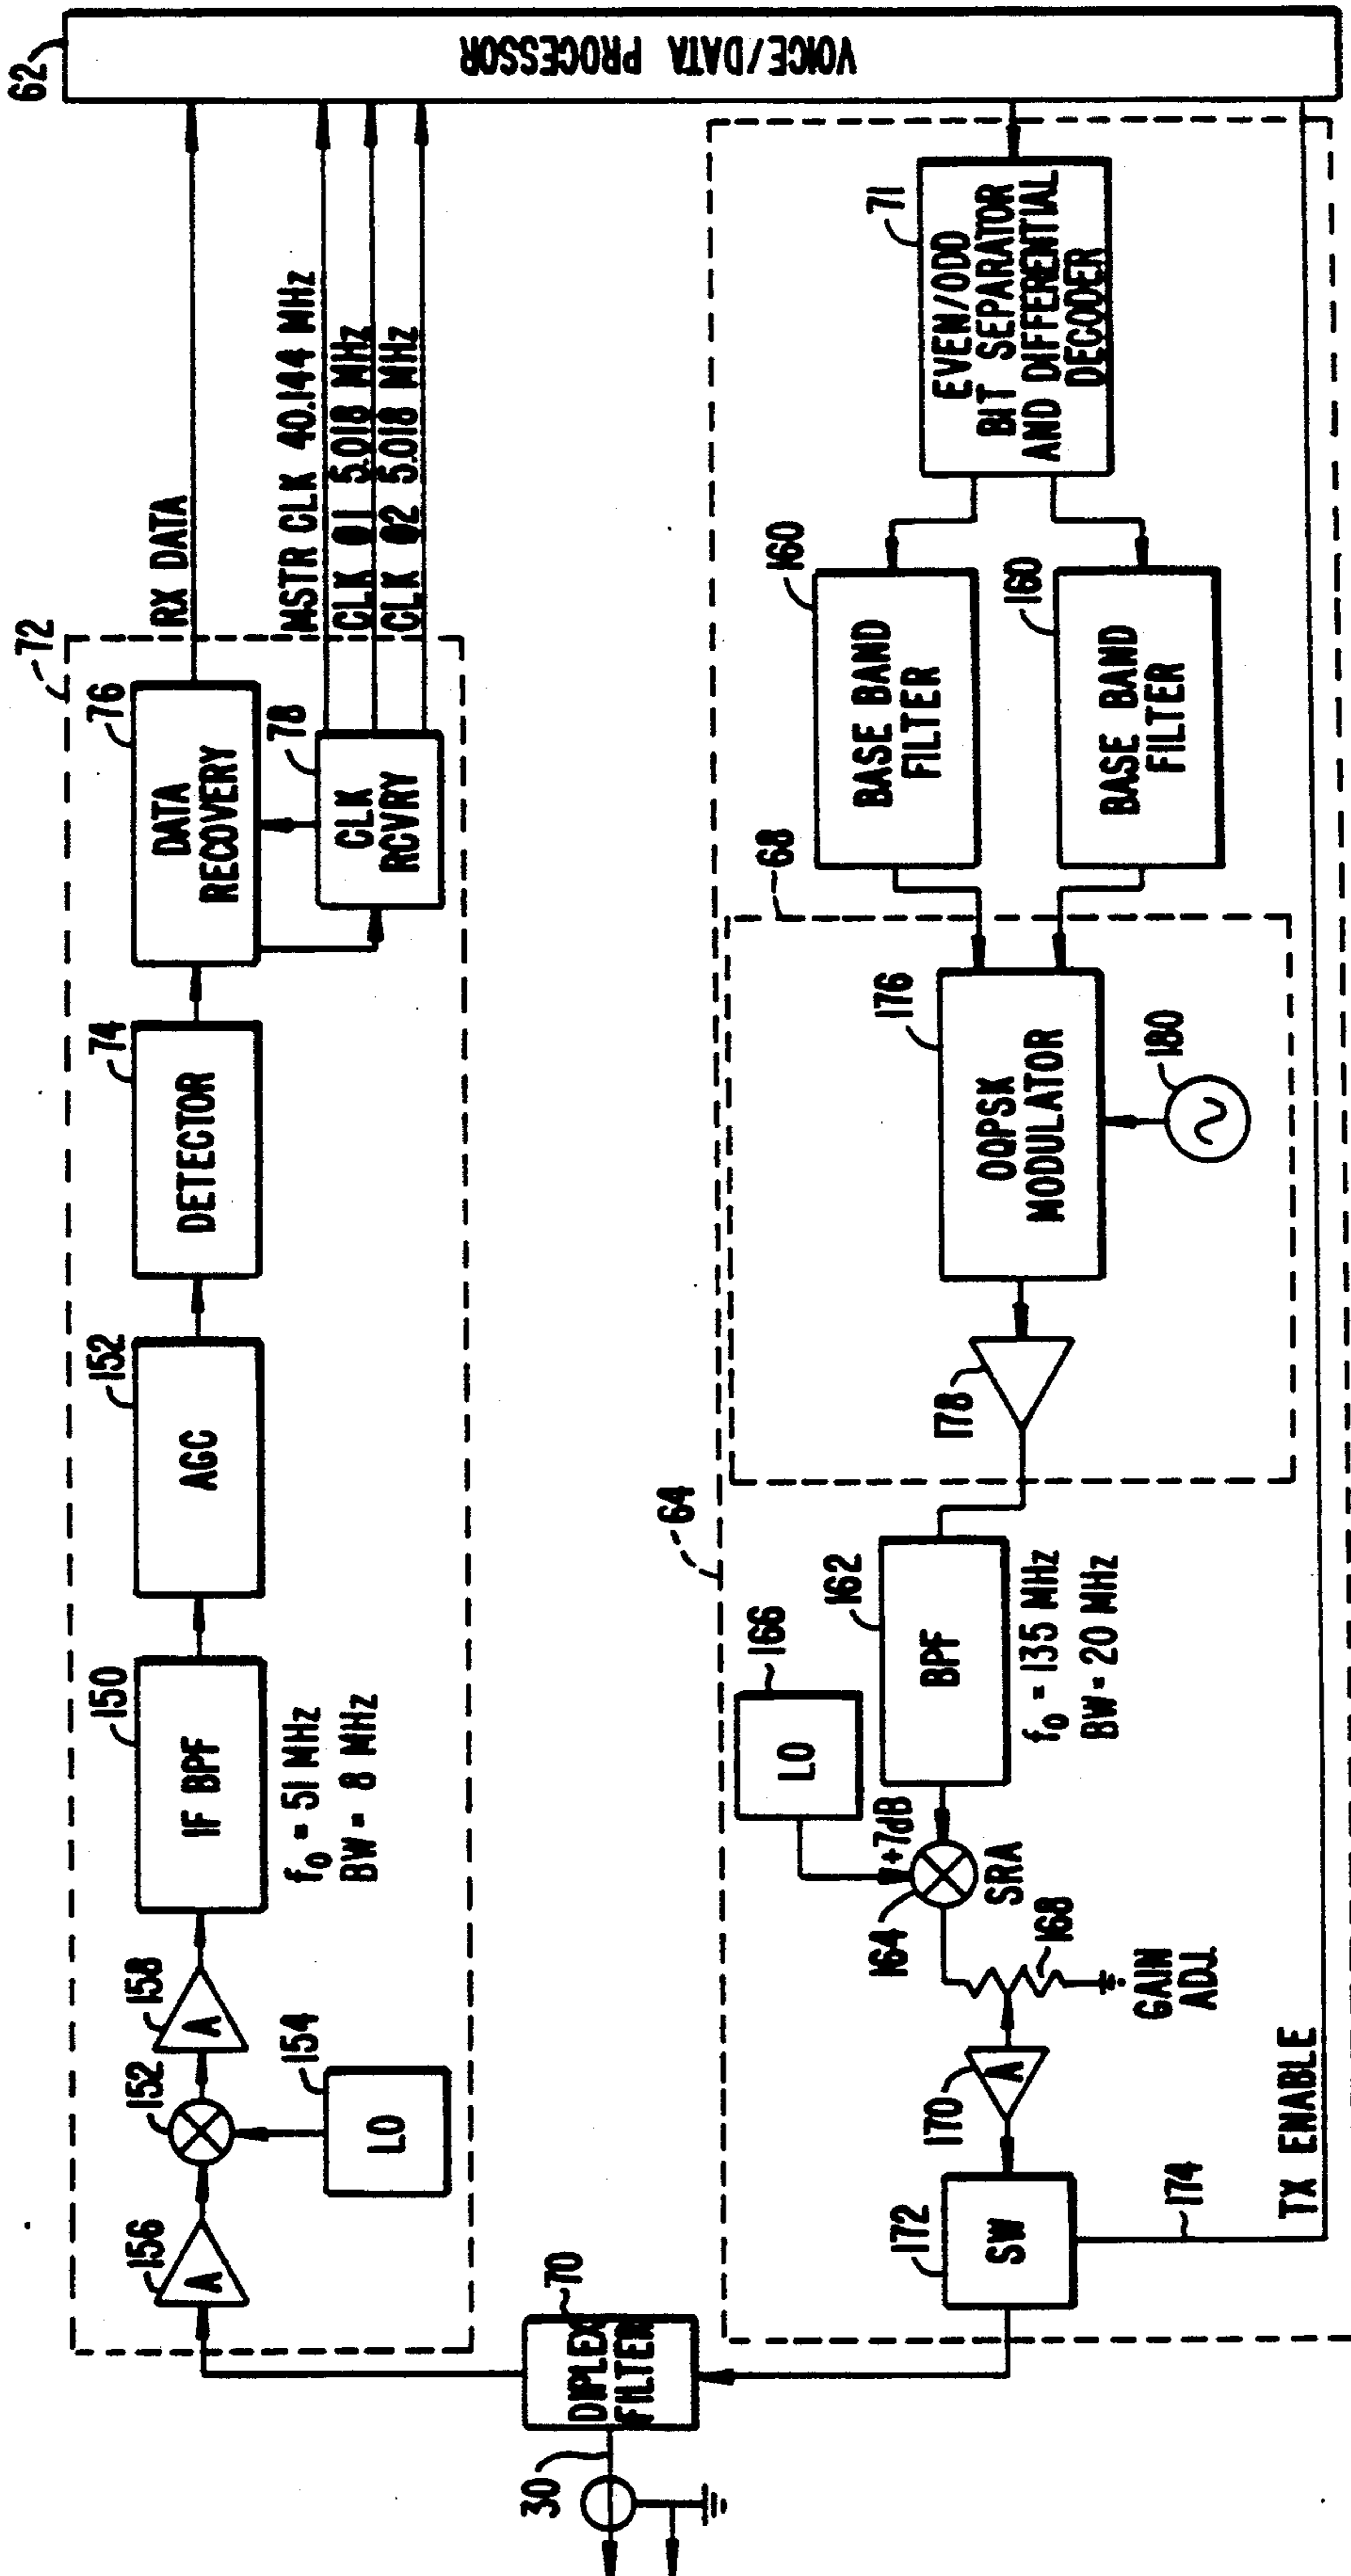 62
VOICE/DATA PROCESSOR
72
RX DATA
MSTR CLK 40.144 MHz
CLK Ø1 5.018 MHz
CLK Ø2 5.018 MHz
156
A
152
154
LO
158
A
150
IF BPF
f₀ = 51 MHz
BW = 8 MHz
152
AGC
74
DETECTOR
76
DATA
RECOVERY
78
CLK
RCVRY
30
70
DIPLEX
FILTER
64
172
SW
174
TX ENABLE
170
A
168
GAIN
ADJ.
164
+7dB
SRA
166
LO
162
BPF
f₀ = 135 MHz
BW = 20 MHz
68
178
176
OQPSK
MODULATOR
180
160
BASE BAND
FILTER
160
BASE BAND
FILTER
71
EVEN/ODD
BIT SEPARATOR
AND DIFFERENTIAL
DECODER